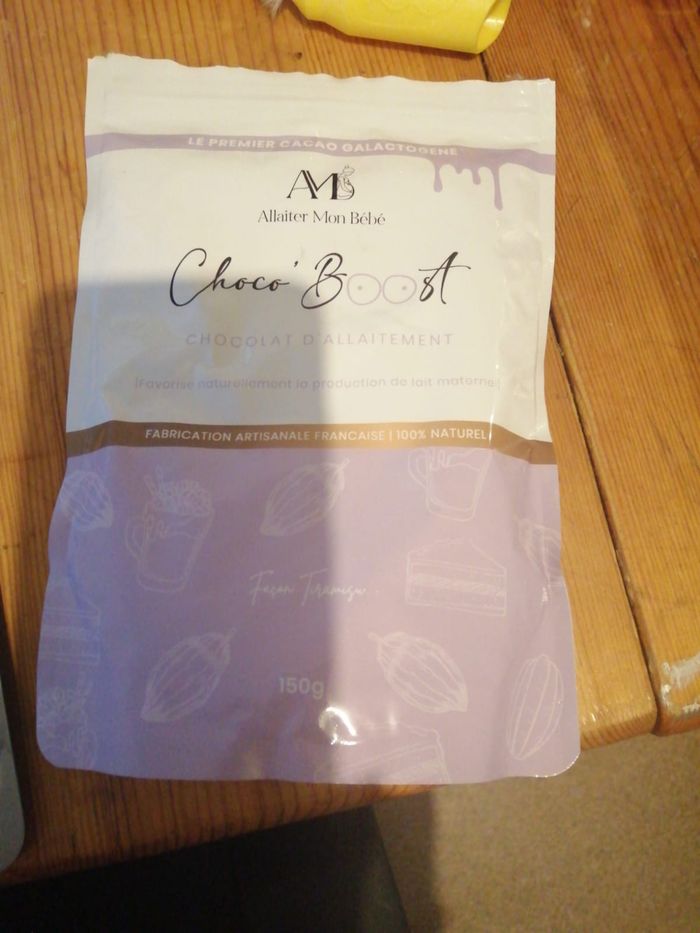 LE PREMIER CACAO GALACTOGÈNE
AMB
Allaiter Mon Bébé
Choco' Boost
CHOCOLAT D'ALLAITEMENT
(Favorise naturellement la production de lait maternel)
FABRICATION ARTISANALE FRANCAISE | 100% NATUREL
Façon Tiramisu
150g